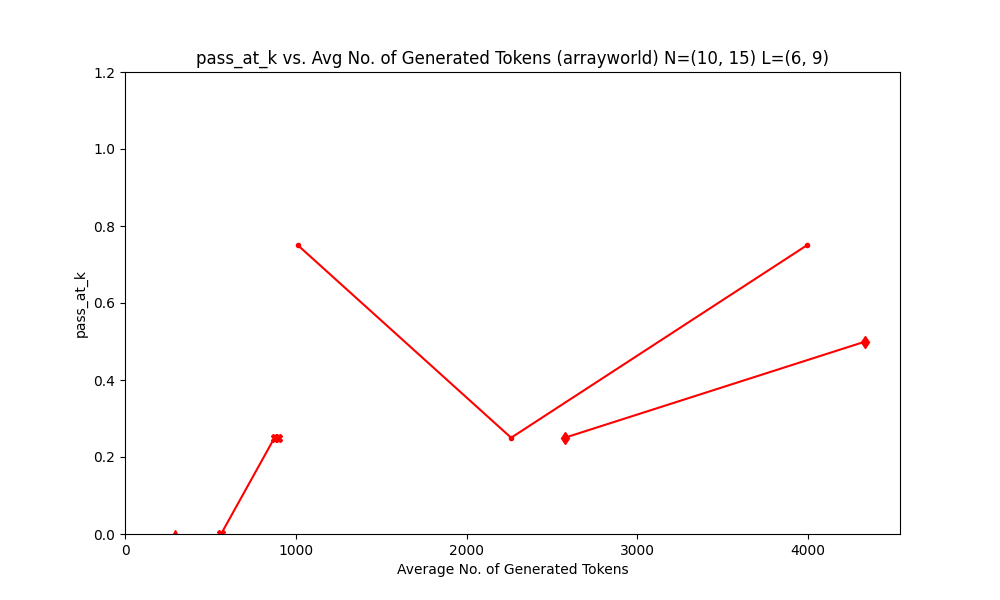 pass_at_k vs. Avg No. of Generated Tokens (arrayworld) N=(10, 15) L=(6, 9)
1.2
1.0
0.8
0.6
0.4
0.2
0.0
pass_at_k
0 1000 2000 3000 4000
Average No. of Generated Tokens